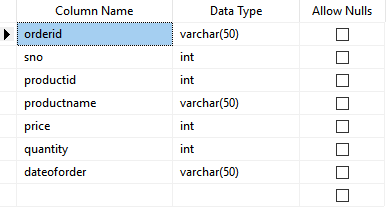 Column Name Data Type Allow Nulls
orderid varchar(50)
sno int
productid int
productname varchar(50)
price int
quantity int
dateoforder varchar(50)